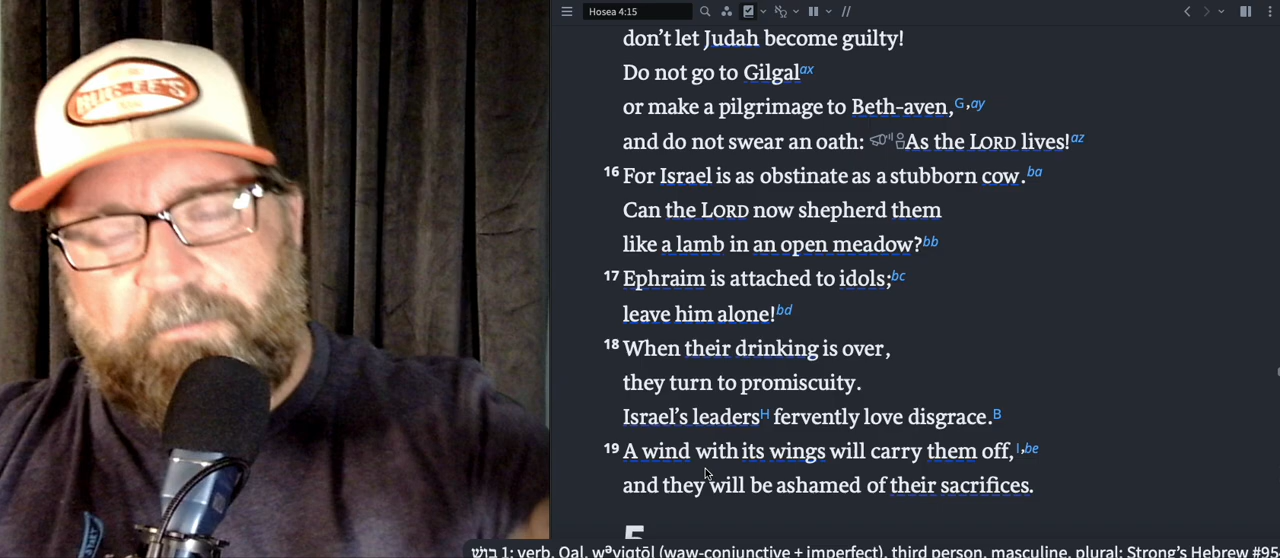 BUC-EE'S
Hosea 4:15
don't let Judah become guilty!
Do not go to Gilgal ax
or make a pilgrimage to Beth-aven, G, ay
and do not swear an oath: As the LORD lives! az
16 For Israel is as obstinate as a stubborn cow. ba
Can the LORD now shepherd them
like a lamb in an open meadow? bb
17 Ephraim is attached to idols; bc
leave him alone! bd
18 When their drinking is over,
they turn to promiscuity.
Israel's leaders H fervently love disgrace. B
19 A wind with its wings will carry them off, I, be
and they will be ashamed of their sacrifices.
5
בושׁ 1: verb, Qal, wᵊyiqtōl (waw-conjunctive + imperfect), third person, masculine, plural; Strong's Hebrew #95